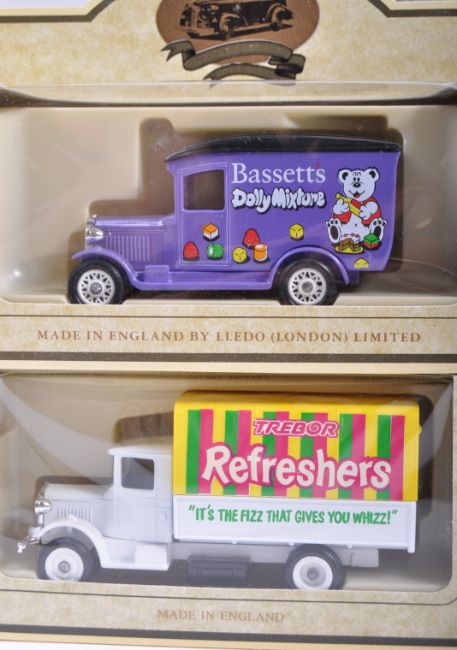 Bassett's
Dolly Mixture
MADE IN ENGLAND BY LLEDO (LONDON) LIMITED
TREBOR
Refreshers
"IT'S THE FIZZ THAT GIVES YOU WHIZZ!"
MADE IN ENGLAND